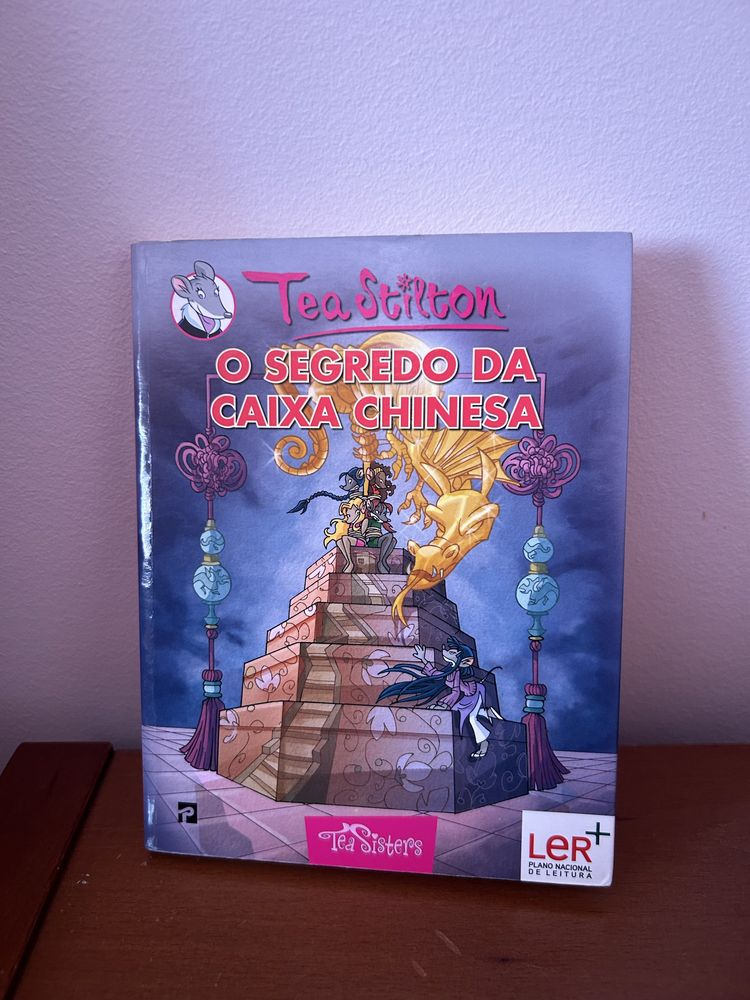 Tea Stilton
O SEGREDO DA
CAIXA CHINESA
Tea Sisters
LeR+
PLANO NACIONAL
DE LEITURA